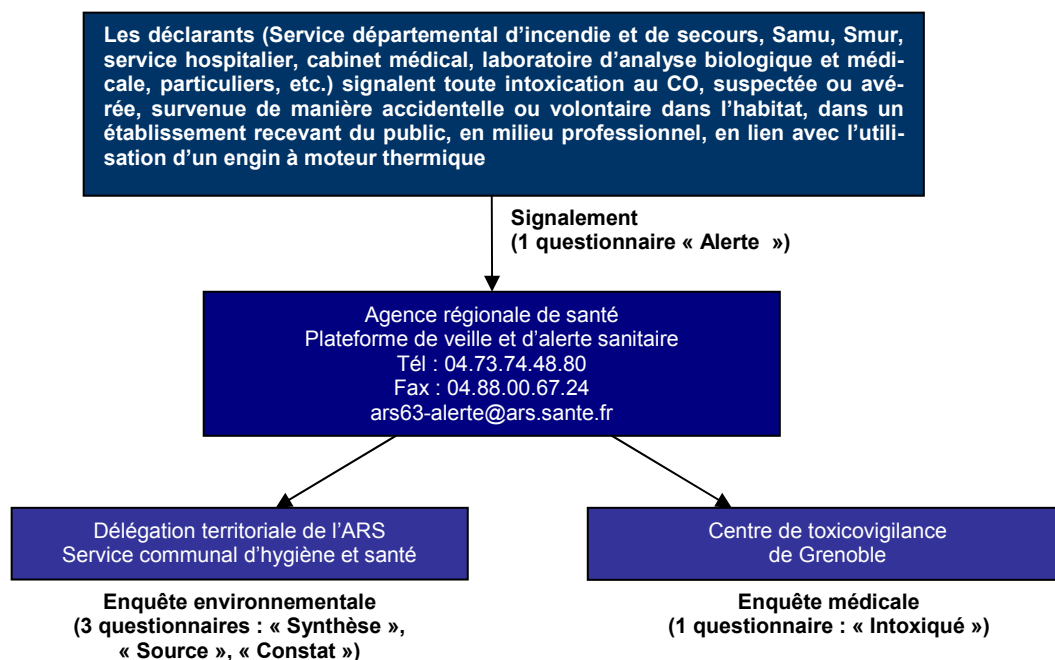 Les déclarants (Service départemental d'incendie et de secours, Samu, Smur,
service hospitalier, cabinet médical, laboratoire d'analyse biologique et médi-
cale, particuliers, etc.) signalent toute intoxication au CO, suspectée ou avé-
rée, survenue de manière accidentelle ou volontaire dans l'habitat, dans un
établissement recevant du public, en milieu professionnel, en lien avec l'utili-
sation d'un engin à moteur thermique
Signalement
(1 questionnaire « Alerte »)
Agence régionale de santé
Plateforme de veille et d'alerte sanitaire
Tél : 04.73.74.48.80
Fax : 04.88.00.67.24
ars63-alerte@ars.sante.fr
Délégation territoriale de l'ARS
Service communal d'hygiène et santé
Enquête environnementale
(3 questionnaires : « Synthèse »,
« Source », « Constat »)
Centre de toxicovigilance
de Grenoble
Enquête médicale
(1 questionnaire : « Intoxiqué »)